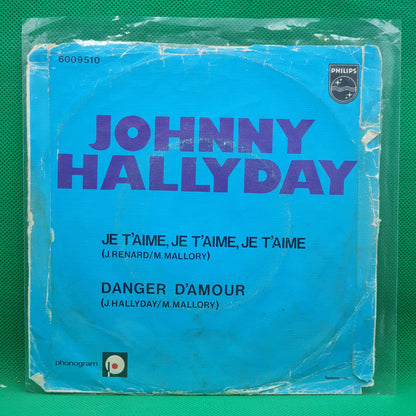 6009510
PHILIPS
JOHNNY
HALLYDAY
JE T'AIME, JE T'AIME, JE T'AIME
(J.RENARD/M.MALLORY)
DANGER D'AMOUR
(J.HALLYDAY/M.MALLORY)
phonogram